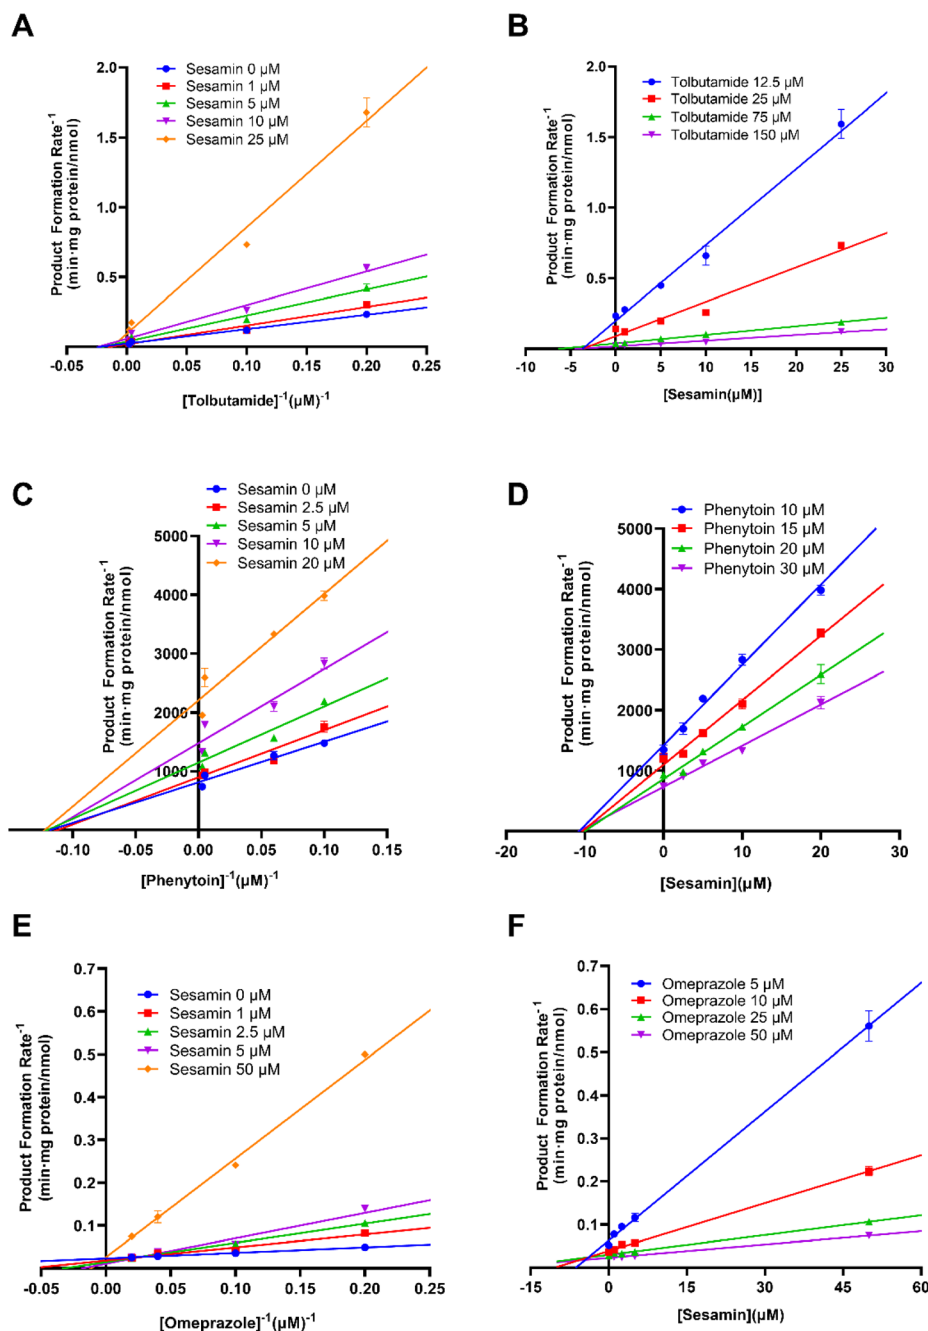 A
Sesamin 0 µM
Sesamin 1 µM
Sesamin 5 µM
Sesamin 10 µM
Sesamin 25 µM
Product Formation Rate⁻¹
(min·mg protein/nmol)
2.0
1.5
1.0
0.5
-0.05 0.00 0.05 0.10 0.15 0.20 0.25
[Tolbutamide]⁻¹(µM)⁻¹
B
Tolbutamide 12.5 µM
Tolbutamide 25 µM
Tolbutamide 75 µM
Tolbutamide 150 µM
Product Formation Rate⁻¹
(min·mg protein/nmol)
2.0
1.5
1.0
0.5
-10 -5 0 5 10 15 20 25 30
[Sesamin(µM)]
C
Sesamin 0 µM
Sesamin 2.5 µM
Sesamin 5 µM
Sesamin 10 µM
Sesamin 20 µM
Product Formation Rate⁻¹
(min·mg protein/nmol)
5000
4000
3000
2000
1000
-0.10 -0.05 0.00 0.05 0.10 0.15
[Phenytoin]⁻¹(µM)⁻¹
D
Phenytoin 10 µM
Phenytoin 15 µM
Phenytoin 20 µM
Phenytoin 30 µM
Product Formation Rate⁻¹
(min·mg protein/nmol)
5000
4000
3000
2000
1000
-20 -10 0 10 20 30
[Sesamin](µM)
E
Sesamin 0 µM
Sesamin 1 µM
Sesamin 2.5 µM
Sesamin 5 µM
Sesamin 50 µM
Product Formation Rate⁻¹
(min·mg protein/nmol)
0.7
0.6
0.5
0.4
0.3
0.2
0.1
-0.05 0.00 0.05 0.10 0.15 0.20 0.25
[Omeprazole]⁻¹(µM)⁻¹
F
Omeprazole 5 µM
Omeprazole 10 µM
Omeprazole 25 µM
Omeprazole 50 µM
Product Formation Rate⁻¹
(min·mg protein/nmol)
0.7
0.6
0.5
0.4
0.3
0.2
0.1
-15 0 15 30 45 60
[Sesamin](µM)